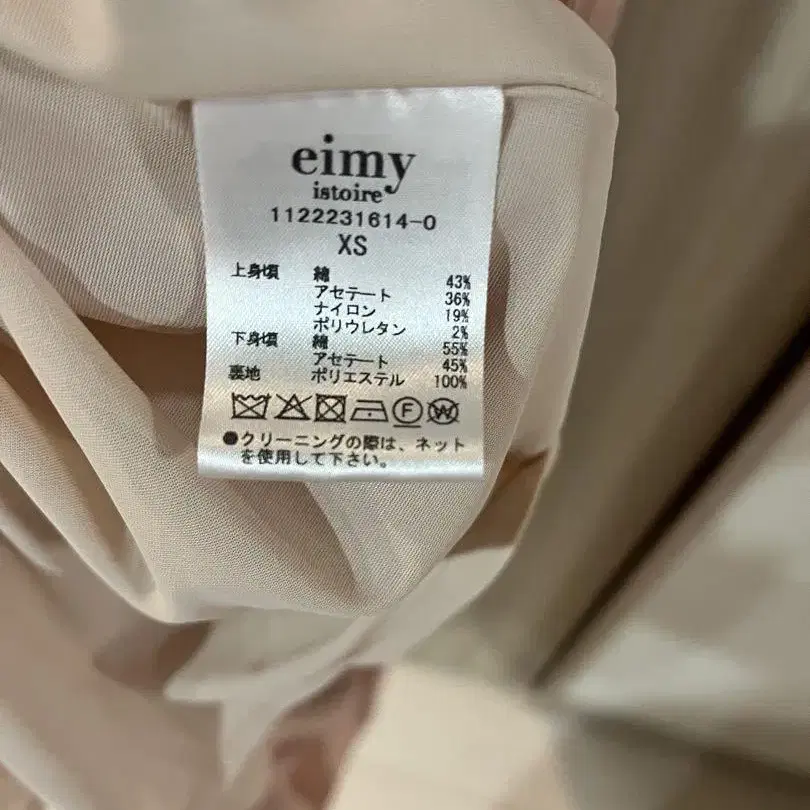 eimy
istoire
1122231614-0
XS
上身頃 綿 43%
アセテート 36%
ナイロン 19%
ポリウレタン 2%
下身頃 綿 55%
アセテート 45%
裏地 ポリエステル 100%
F W
●クリーニングの際は、ネット
を使用して下さい。